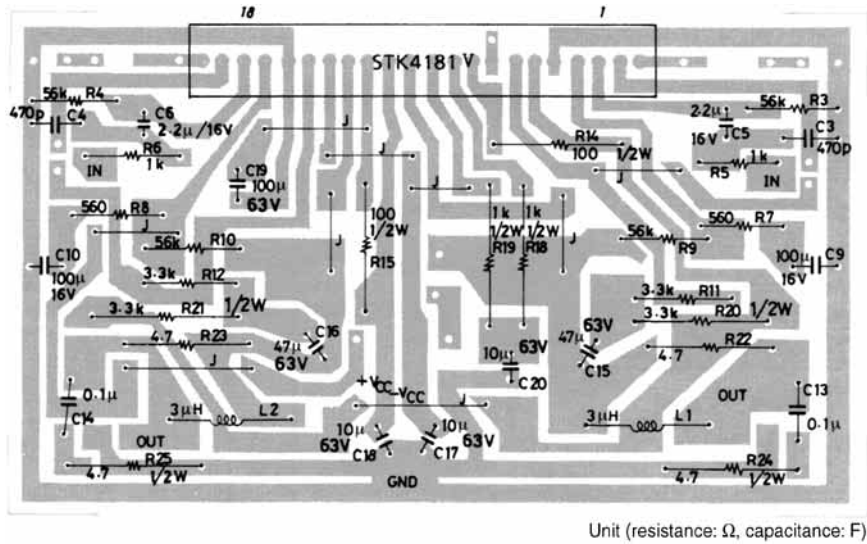 18 1
STK4181V
56k R4
470p C4
C6
2.2μ/16V
R6
1k
IN
C19
100μ
63V
560 R8
J
56k R10
C10
100μ
16V
3.3k R12
3.3k R21 1/2W
4.7 R23
J
0.1μ
C14
3μH L2
OUT
R25
4.7 1/2W
J
J
J
J
100
1/2W
R15
C16
47μ
63V
+VCC
-VCC
J
10μ
63V
C18
10μ
63V
C17
GND
R14
100 1/2W
J
1k 1k
1/2W 1/2W
R19 R18
J
63V
10μ
C20
2.2μ
16V C5
56k R3
C3
470p
1k
R5
IN
560 R7
56k R9
100μ C9
16V
3.3k R11
3.3k R20 1/2W
63V
47μ
C15
R22
4.7
OUT
C13
0.1μ
3μH L1
R24
4.7 1/2W
Unit (resistance: Ω, capacitance: F)